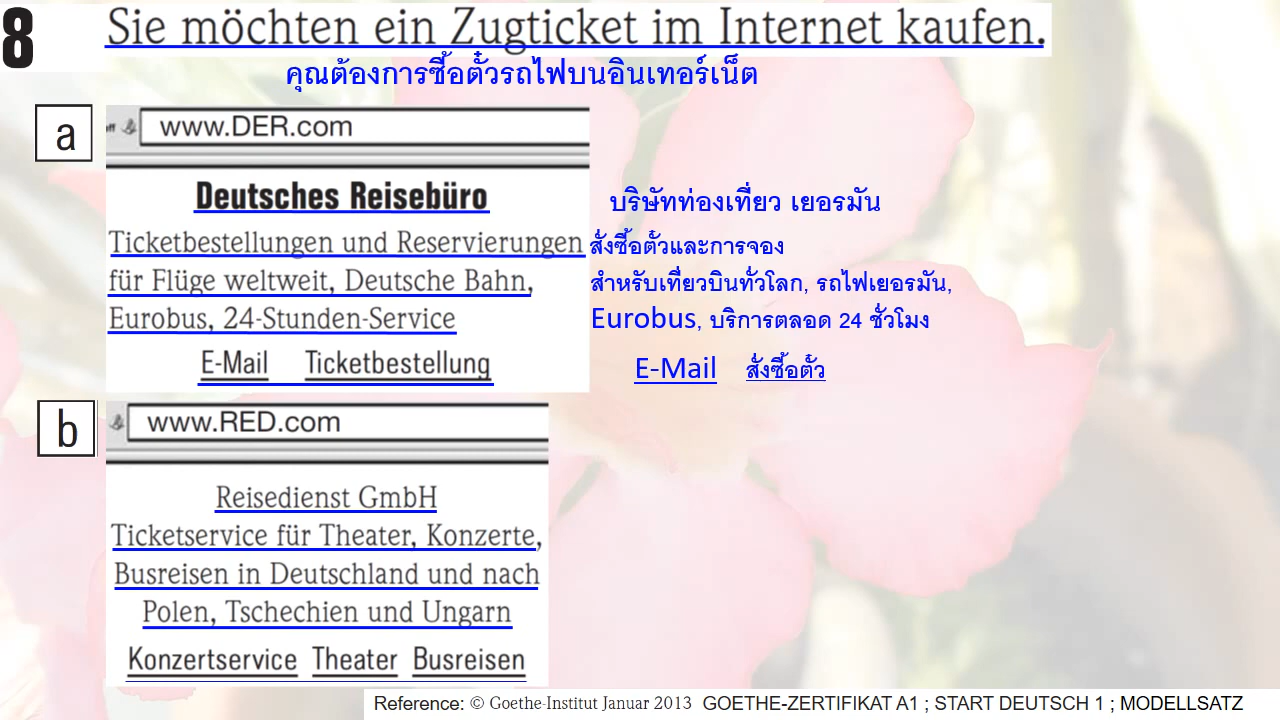 8
Sie möchten ein Zugticket im Internet kaufen.
คุณต้องการซื้อตั๋วรถไฟบนอินเทอร์เน็ต
a
www.DER.com
Deutsches Reisebüro
บริษัทท่องเที่ยว เยอรมัน
Ticketbestellungen und Reservierungen
สั่งซื้อตั๋วและการจอง
für Flüge weltweit, Deutsche Bahn,
สำหรับเที่ยวบินทั่วโลก, รถไฟเยอรมัน,
Eurobus, 24-Stunden-Service
Eurobus, บริการตลอด 24 ชั่วโมง
E-Mail Ticketbestellung
E-Mail สั่งซื้อตั๋ว
b
www.RED.com
Reisedienst GmbH
Ticketservice für Theater, Konzerte,
Busreisen in Deutschland und nach
Polen, Tschechien und Ungarn
Konzertservice Theater Busreisen
Reference: © Goethe-Institut Januar 2013 GOETHE-ZERTIFIKAT A1 ; START DEUTSCH 1 ; MODELLSATZ